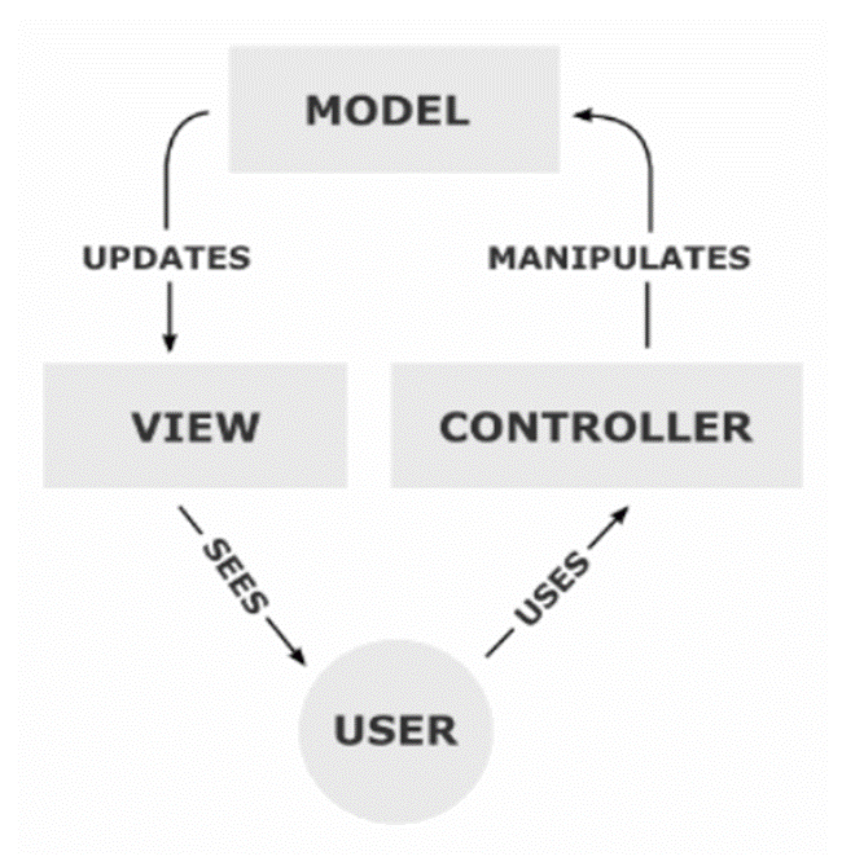 MODEL
UPDATES
MANIPULATES
VIEW
CONTROLLER
SEES
USES
USER